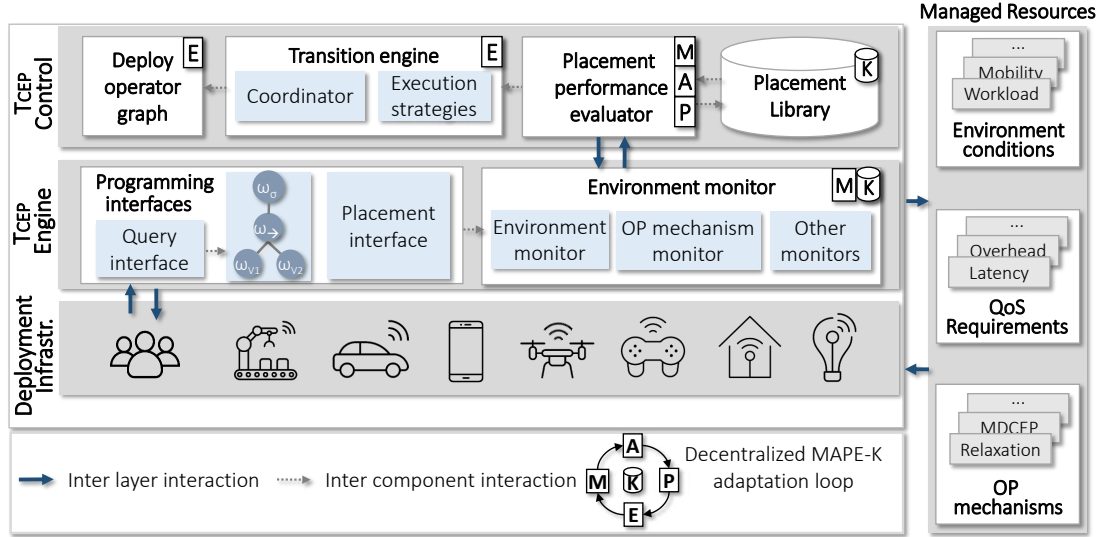 Managed Resources
TCEP
Control
Deploy
operator
graph
E
Transition engine
E
Coordinator
Execution
strategies
Placement
performance
evaluator
M
A
P
Placement
Library
K
...
Mobility
Workload
Environment
conditions
TCEP
Engine
Programming
interfaces
Query
interface
ωσ
ω→
ωV1 ωV2
Placement
interface
Environment monitor
M K
Environment
monitor
OP mechanism
monitor
Other
monitors
...
Overhead
Latency
QoS
Requirements
Deployment
Infrastr.
...
MDCEP
Relaxation
OP
mechanisms
Inter layer interaction
Inter component interaction
A
M K P
E
Decentralized MAPE-K
adaptation loop